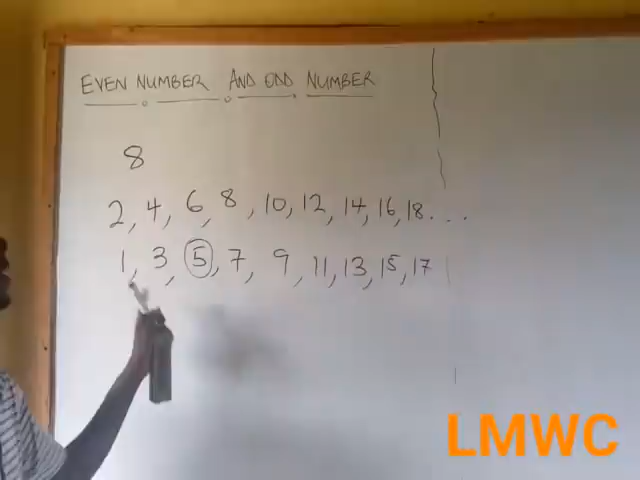 EVEN NUMBER AND ODD NUMBER
8
2, 4, 6, 8, 10, 12, 14, 16, 18...
1, 3, 5, 7, 9, 11, 13, 15, 17
LMWC